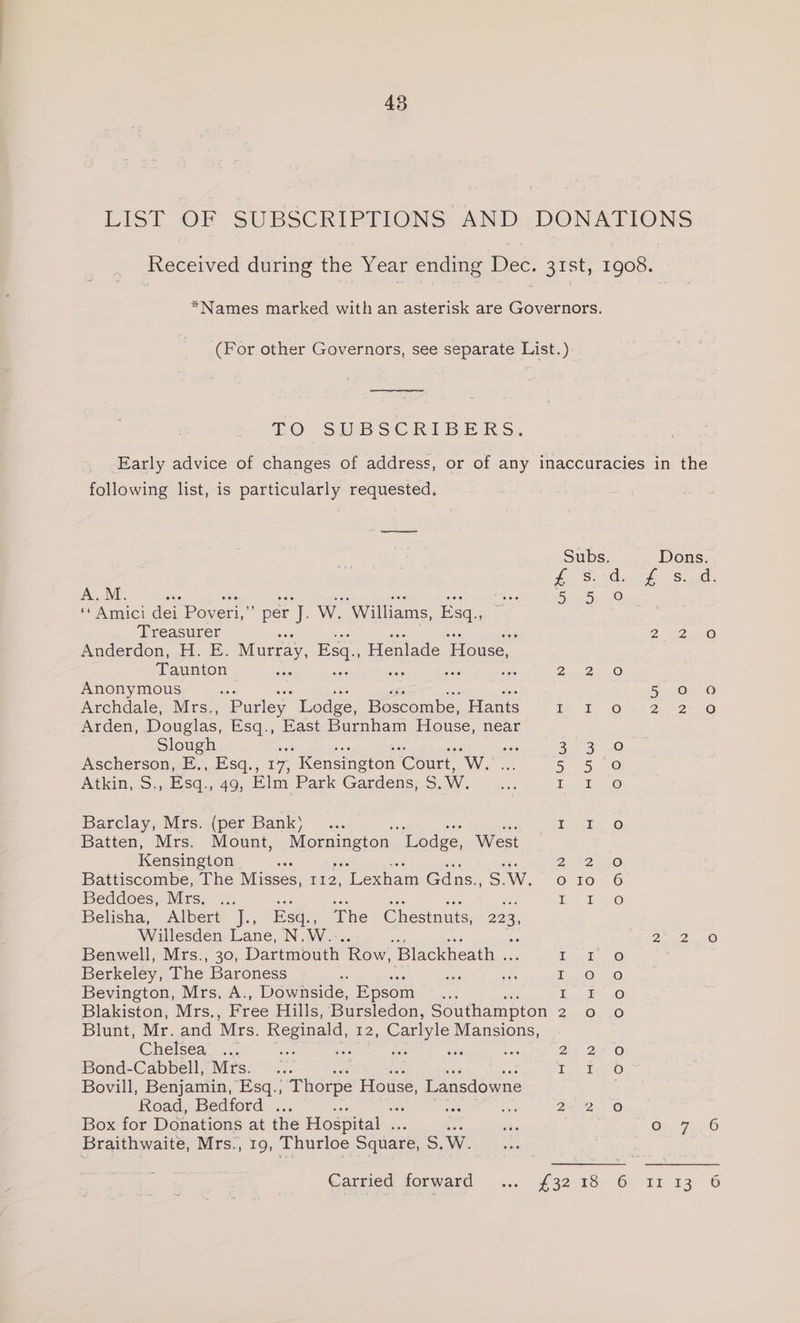 43
LIST OF SUBSCRIPTIONS AND DONATIONS
Received during the Year ending Dec. 31st, 1908.
*Names marked with an asterisk are Governors.
(For other Governors, see separate List.)
TO SUBSCRIBERS.
Early advice of changes of address, or of any inaccuracies in the
following list, is particularly requested.
Subs. Dons.
£ s. d. £ s. d.
A. M. ... ... ... ... ... ... ... 5 5 0
“Amici dei Poveri,” per J. W. Williams, Esq.,
Treasurer ... ... ... ... ... 2 2 0
Anderdon, H. E. Murray, Esq., Henlade House,
Taunton ... ... ... ... ... 2 2 0
Anonymous ... ... ... ... ... ... 5 0 0
Archdale, Mrs., Purley Lodge, Boscombe, Hants 1 1 0 2 2 0
Arden, Douglas, Esq., East Burnham House, near
Slough ... ... ... ... ... 3 3 0
Ascherson, E., Esq., 17, Kensington Court, W. ... 5 5 0
Atkin, S., Esq., 49, Elm Park Gardens, S.W. ... 1 1 0
Barclay, Mrs. (per Bank) ... ... ... ... 1 1 0
Batten, Mrs. Mount, Mornington Lodge, West
Kensington ... ... ... ... ... 2 2 0
Battiscombe, The Misses, 112, Lexham Gdns., S.W. 0 10 6
Beddoes, Mrs. ... ... ... ... ... ... 1 1 0
Belisha, Albert J., Esq., The Chestnuts, 223,
Willesden Lane, N.W. ... ... ... ... 2 2 0
Benwell, Mrs., 30, Dartmouth Row, Blackheath ... 1 1 0
Berkeley, The Baroness ... ... ... ... 1 0 0
Bevington, Mrs. A., Downside, Epsom ... ... 1 1 0
Blakiston, Mrs., Free Hills, Bursledon, Southampton 2 0 0
Blunt, Mr. and Mrs. Reginald, 12, Carlyle Mansions,
Chelsea ... ... ... ... ... ... 2 2 0
Bond-Cabbell, Mrs. ... ... ... ... ... 1 1 0
Bovill, Benjamin, Esq., Thorpe House, Lansdowne
Road, Bedford ... ... ... ... ... 2 2 0
Box for Donations at the Hospital ... ... ... 0 7 6
Braithwaite, Mrs., 19, Thurloe Square, S.W. ...
Carried forward ... £32 18 6 11 13 6